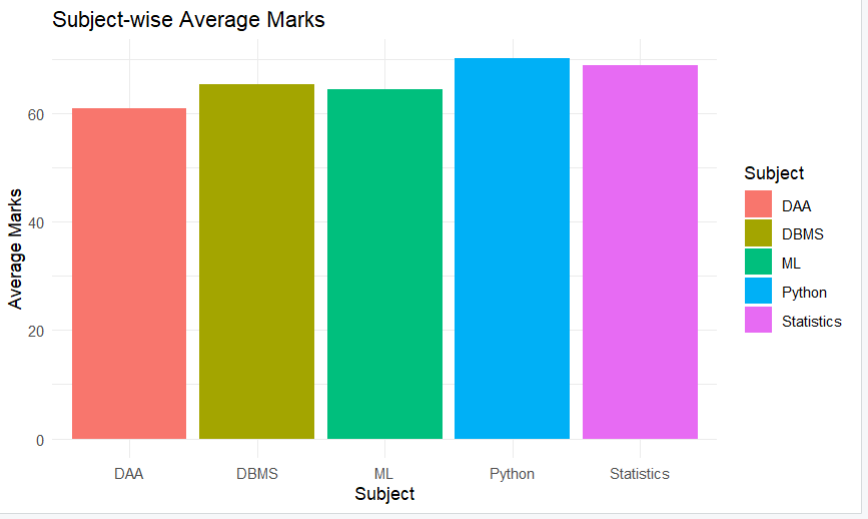 Subject-wise Average Marks
Average Marks
60
40
20
0
DAA
DBMS
ML
Python
Statistics
Subject
Subject
DAA
DBMS
ML
Python
Statistics